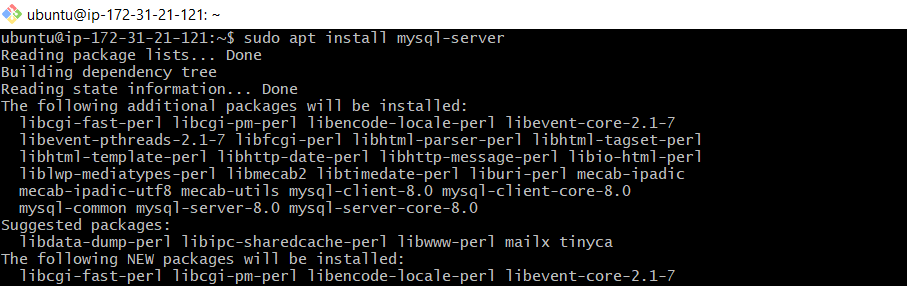 ubuntu@ip-172-31-21-121: ~
ubuntu@ip-172-31-21-121:~$ sudo apt install mysql-server
Reading package lists... Done
Building dependency tree
Reading state information... Done
The following additional packages will be installed:
  libcgi-fast-perl libcgi-pm-perl libencode-locale-perl libevent-core-2.1-7
  libevent-pthreads-2.1-7 libfcgi-perl libhtml-parser-perl libhtml-tagset-perl
  libhtml-template-perl libhttp-date-perl libhttp-message-perl libio-html-perl
  liblwp-mediatypes-perl libmecab2 libtimedate-perl liburi-perl mecab-ipadic
  mecab-ipadic-utf8 mecab-utils mysql-client-8.0 mysql-client-core-8.0
  mysql-common mysql-server-8.0 mysql-server-core-8.0
Suggested packages:
  libdata-dump-perl libipc-sharedcache-perl libwww-perl mailx tinyca
The following NEW packages will be installed:
  libcgi-fast-perl libcgi-pm-perl libencode-locale-perl libevent-core-2.1-7